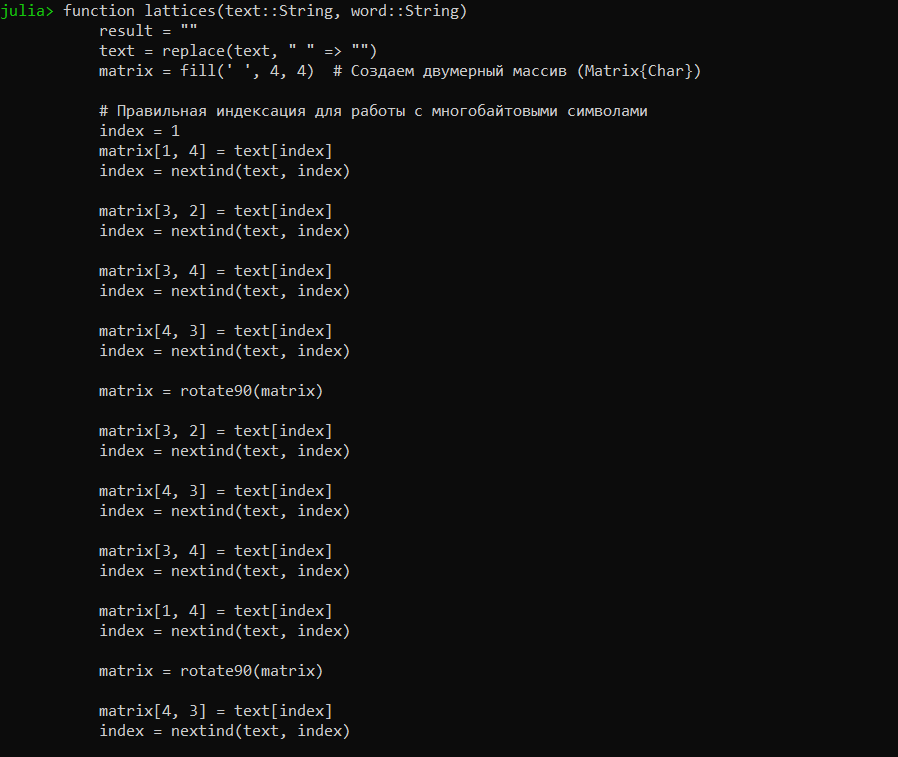 julia> function lattices(text::String, word::String)
result = ""
text = replace(text, " " => "")
matrix = fill(' ', 4, 4)  # Создаем двумерный массив (Matrix{Char})
# Правильная индексация для работы с многобайтовыми символами
index = 1
matrix[1, 4] = text[index]
index = nextind(text, index)
matrix[3, 2] = text[index]
index = nextind(text, index)
matrix[3, 4] = text[index]
index = nextind(text, index)
matrix[4, 3] = text[index]
index = nextind(text, index)
matrix = rotate90(matrix)
matrix[3, 2] = text[index]
index = nextind(text, index)
matrix[4, 3] = text[index]
index = nextind(text, index)
matrix[3, 4] = text[index]
index = nextind(text, index)
matrix[1, 4] = text[index]
index = nextind(text, index)
matrix = rotate90(matrix)
matrix[4, 3] = text[index]
index = nextind(text, index)